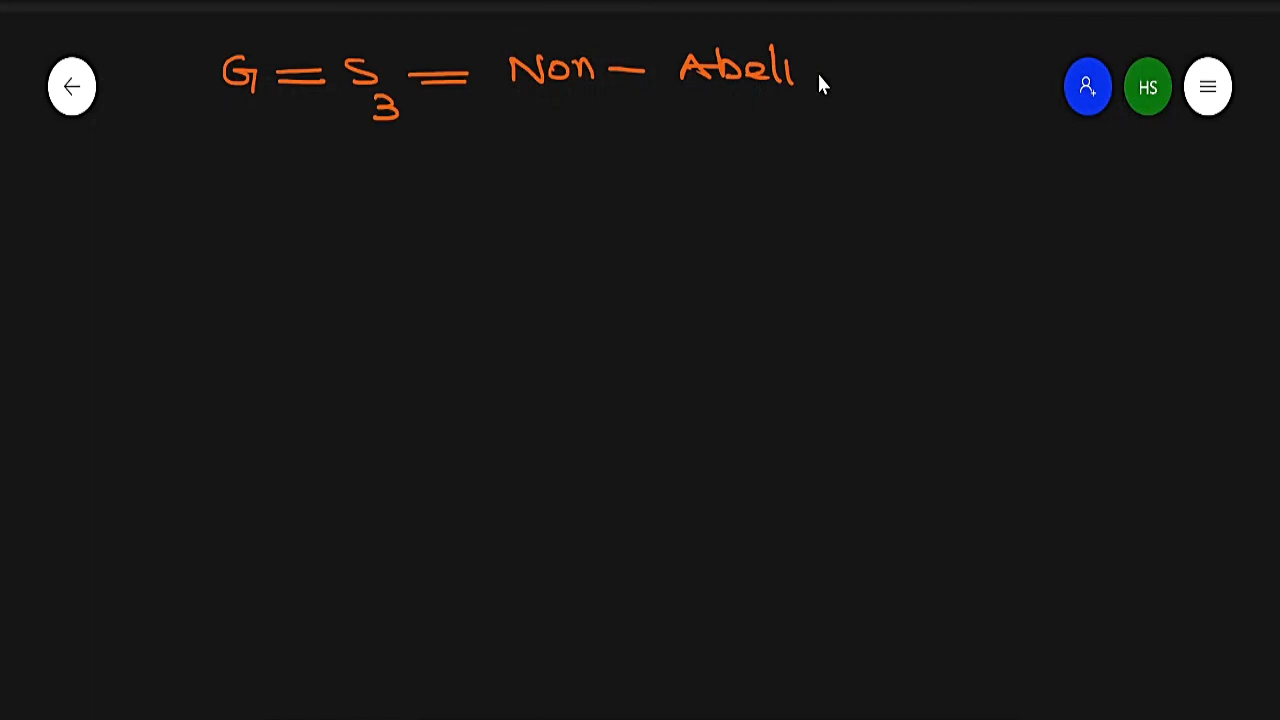 G = S₃ = Non - Abeli
HS